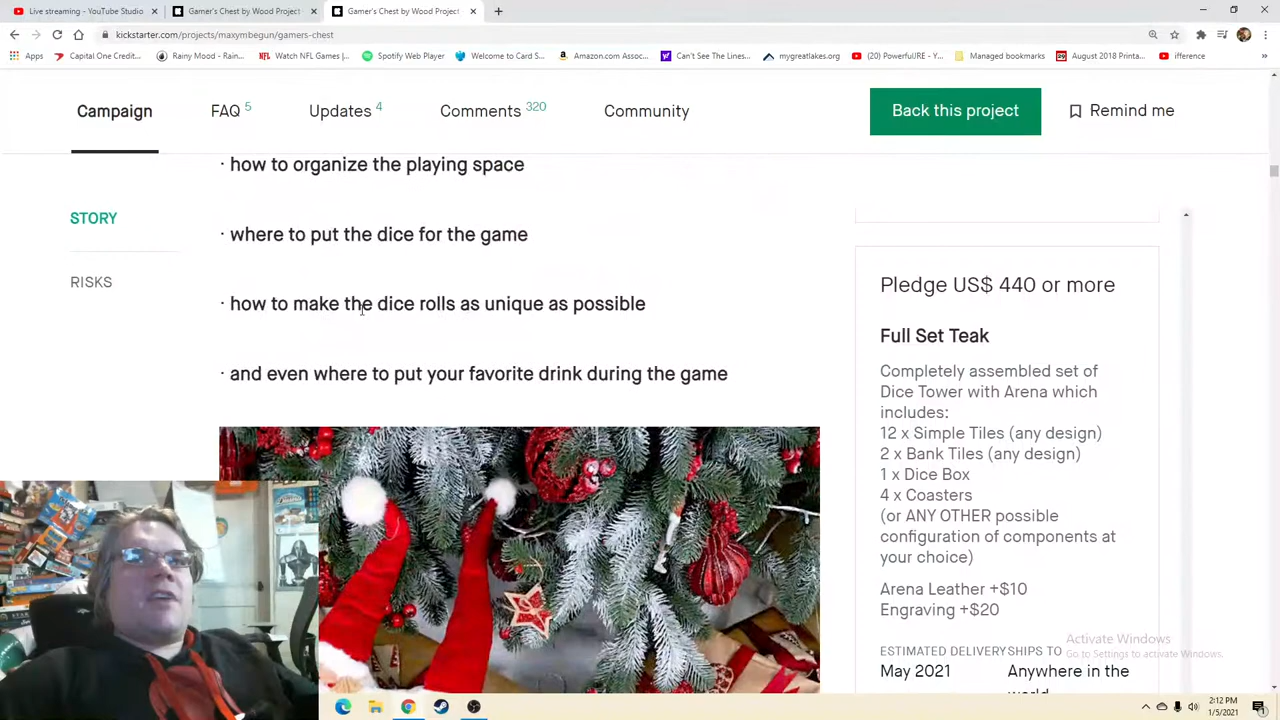 Live streaming - YouTube Studio
Gamer's Chest by Wood Project
Gamer's Chest by Wood Project
kickstarter.com/projects/maxymbegun/gamers-chest
Apps
Capital One Credit...
Rainy Mood - Rain...
Watch NFL Games |...
Spotify Web Player
Welcome to Card S...
Amazon.com Assoc...
Can't See The Lines...
mygreatlakes.org
(20) PowerfulJRE - Y...
Managed bookmarks
August 2018 Printa...
ifference
Campaign
FAQ 5
Updates 4
Comments 320
Community
Back this project
Remind me
STORY
RISKS
· how to organize the playing space
· where to put the dice for the game
· how to make the dice rolls as unique as possible
· and even where to put your favorite drink during the game
Pledge US$ 440 or more
Full Set Teak
Completely assembled set of
Dice Tower with Arena which
includes:
12 x Simple Tiles (any design)
2 x Bank Tiles (any design)
1 x Dice Box
4 x Coasters
(or ANY OTHER possible
configuration of components at
your choice)
Arena Leather +$10
Engraving +$20
ESTIMATED DELIVERY
May 2021
SHIPS TO
Anywhere in the
world
Activate Windows
Go to Settings to activate Windows.
2:12 PM
1/5/2021